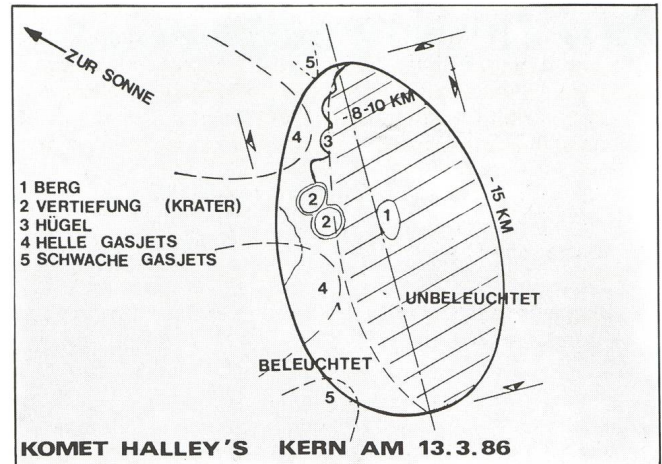 ZUR SONNE
5
- 8-10 KM
4
3
1 BERG
2 VERTIEFUNG (KRATER)
3 HÜGEL
4 HELLE GASJETS
5 SCHWACHE GASJETS
2
2
1
- 15 KM
4
UNBELEUCHTET
BELEUCHTET
5
KOMET HALLEY'S KERN AM 13.3.86